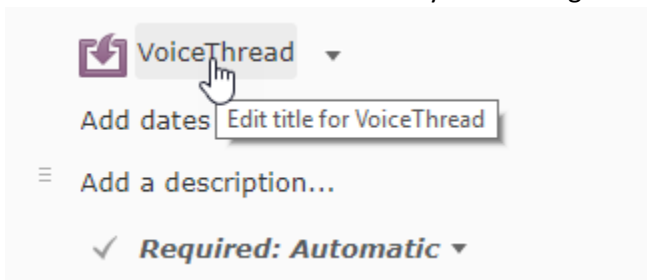 VoiceThread
Add dates
Edit title for VoiceThread
Add a description...
Required: Automatic